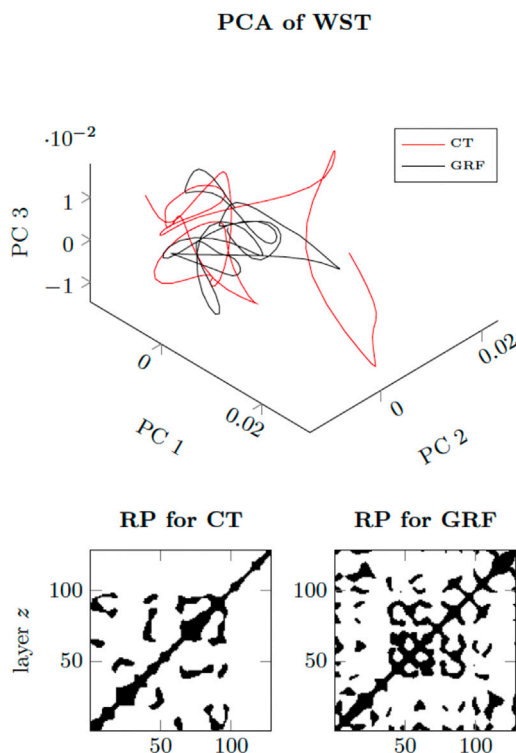 PCA of WST
·10⁻²
CT
GRF
1
0
−1
PC 3
0
0.02
PC 1
0
0.02
PC 2
RP for CT
RP for GRF
100
50
layer z
50 100
100
50
50 100